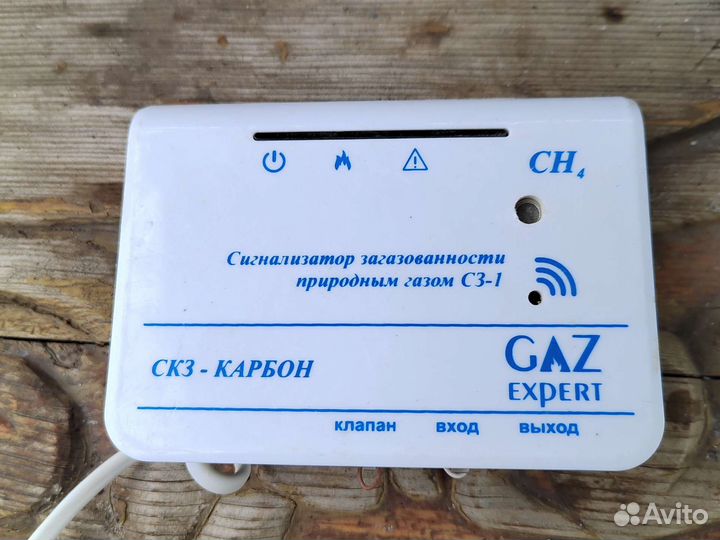 CH₄
Сигнализатор загазованности
природным газом СЗ-1
СКЗ - КАРБОН
GAZ
EXPERT
клапан вход выход
Avito